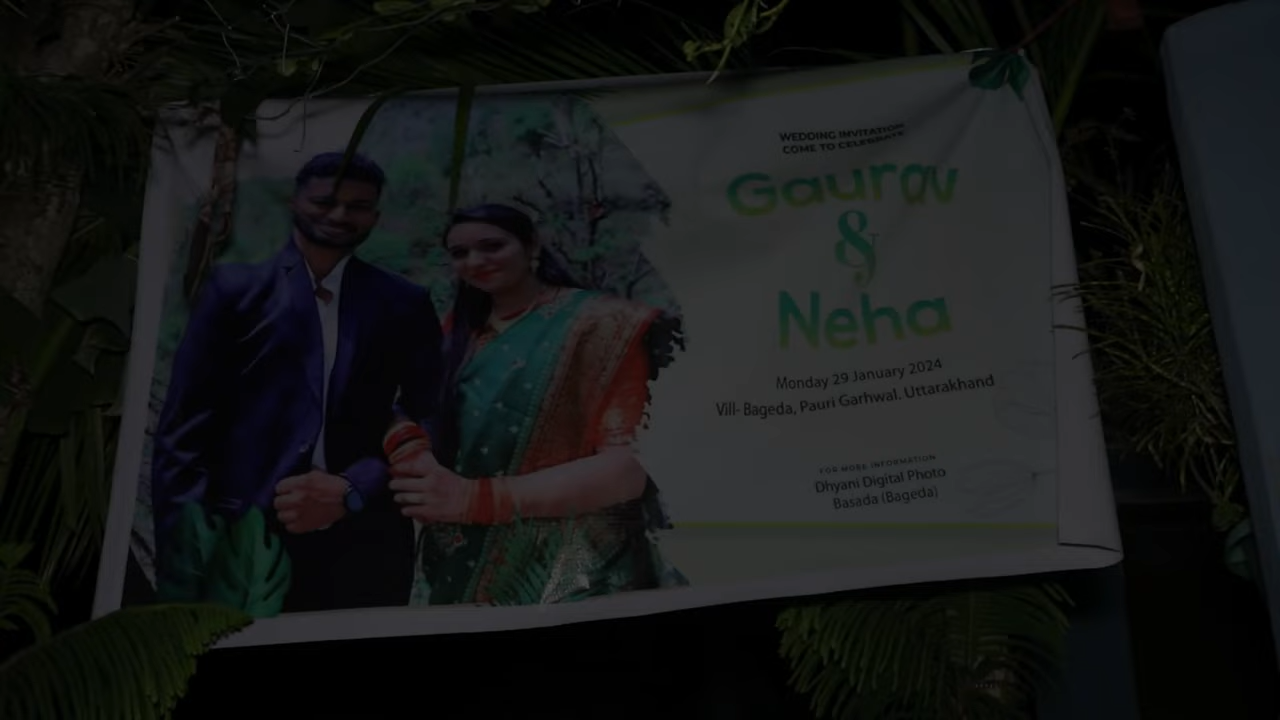 WEDDING INVITATION
COME TO CELEBRATE
Gaurav
&
Neha
Monday 29 January 2024
Vill- Bageda, Pauri Garhwal. Uttarakhand
FOR MORE INFORMATION
Dhyani Digital Photo
Basada (Bageda)